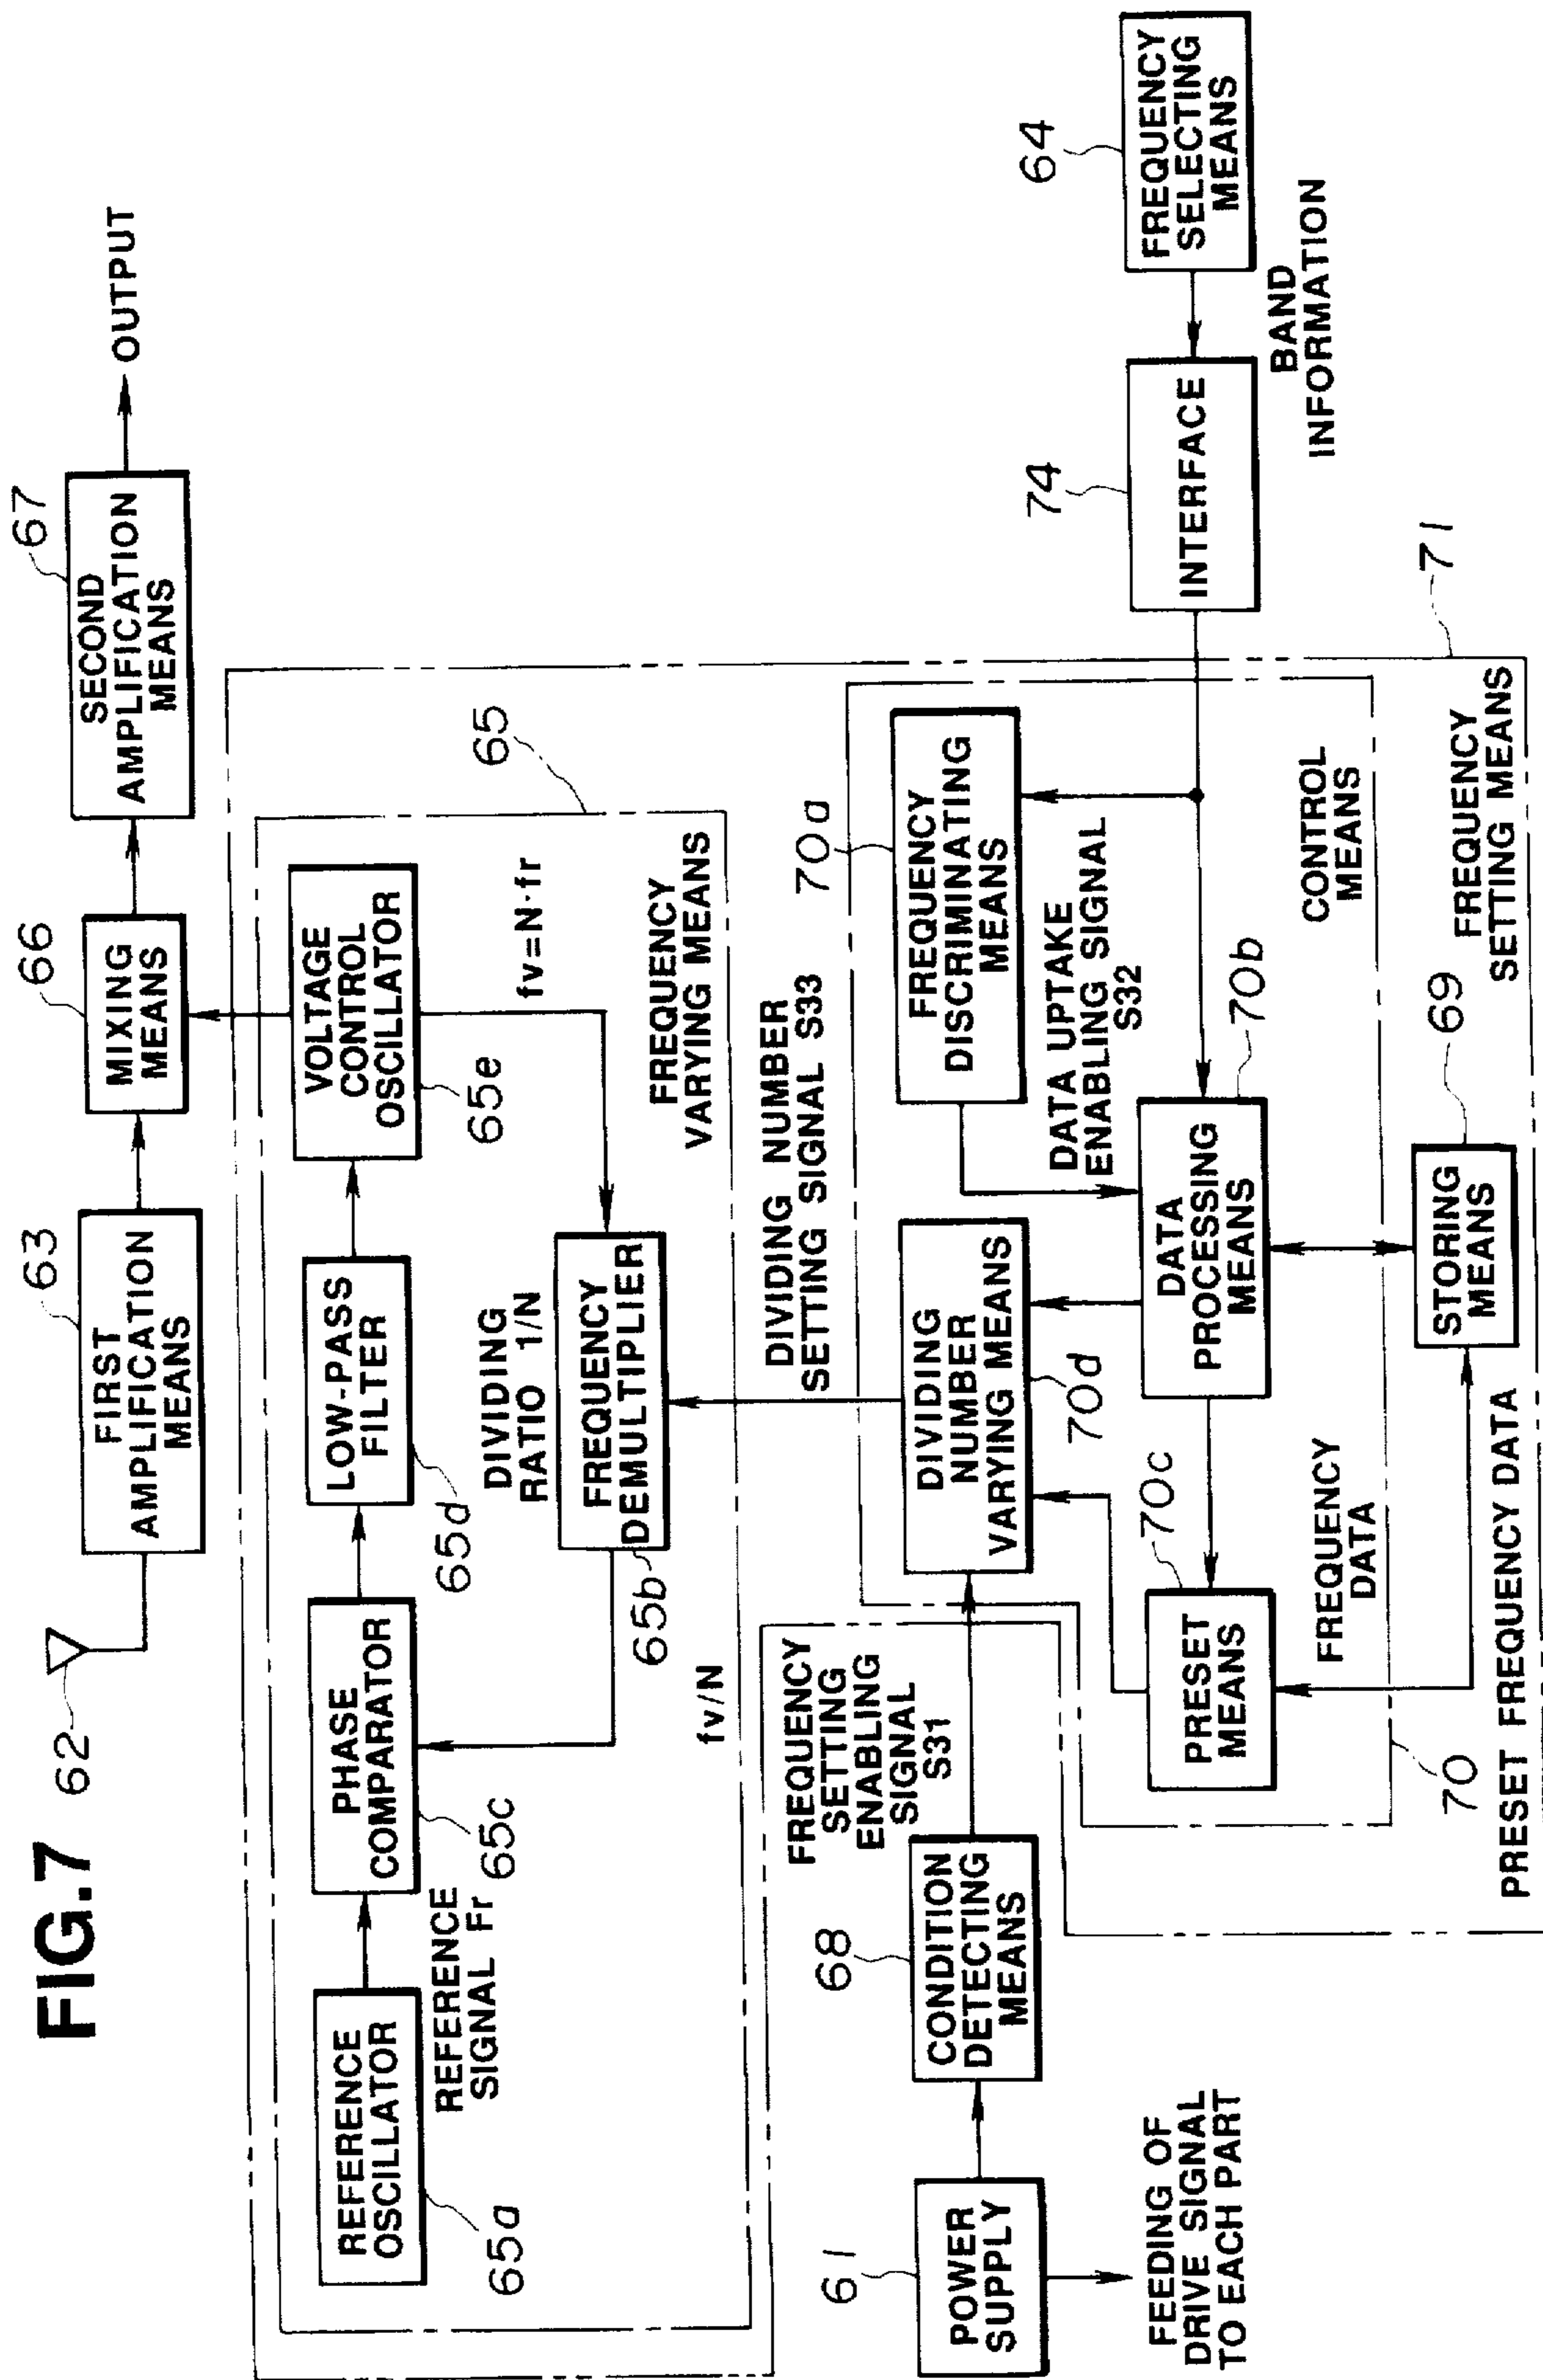 FIG.7
62
63
FIRST
AMPLIFICATION
MEANS
66
MIXING
MEANS
67
SECOND
AMPLIFICATION
MEANS
OUTPUT
65
REFERENCE
OSCILLATOR
65a
REFERENCE
SIGNAL Fr
PHASE
COMPARATOR
65c
LOW-PASS
FILTER
65d
VOLTAGE
CONTROL
OSCILLATOR
65e
fv=N·fr
DIVIDING
RATIO 1/N
FREQUENCY
DEMULTIPLIER
65b
fv/N
FREQUENCY
VARYING MEANS
DIVIDING NUMBER
SETTING SIGNAL S33
61
POWER
SUPPLY
FEEDING OF
DRIVE SIGNAL
TO EACH PART
68
CONDITION
DETECTING
MEANS
FREQUENCY
SETTING
ENABLING
SIGNAL
S31
DIVIDING
NUMBER
VARYING MEANS
70d
70a
FREQUENCY
DISCRIMINATING
MEANS
DATA UPTAKE
ENABLING SIGNAL
S32
70b
DATA
PROCESSING
MEANS
70c
PRESET
MEANS
FREQUENCY
DATA
CONTROL
MEANS
70
69
STORING
MEANS
PRESET FREQUENCY DATA
FREQUENCY
SETTING MEANS
71
74
INTERFACE
64
FREQUENCY
SELECTING
MEANS
BAND
INFORMATION